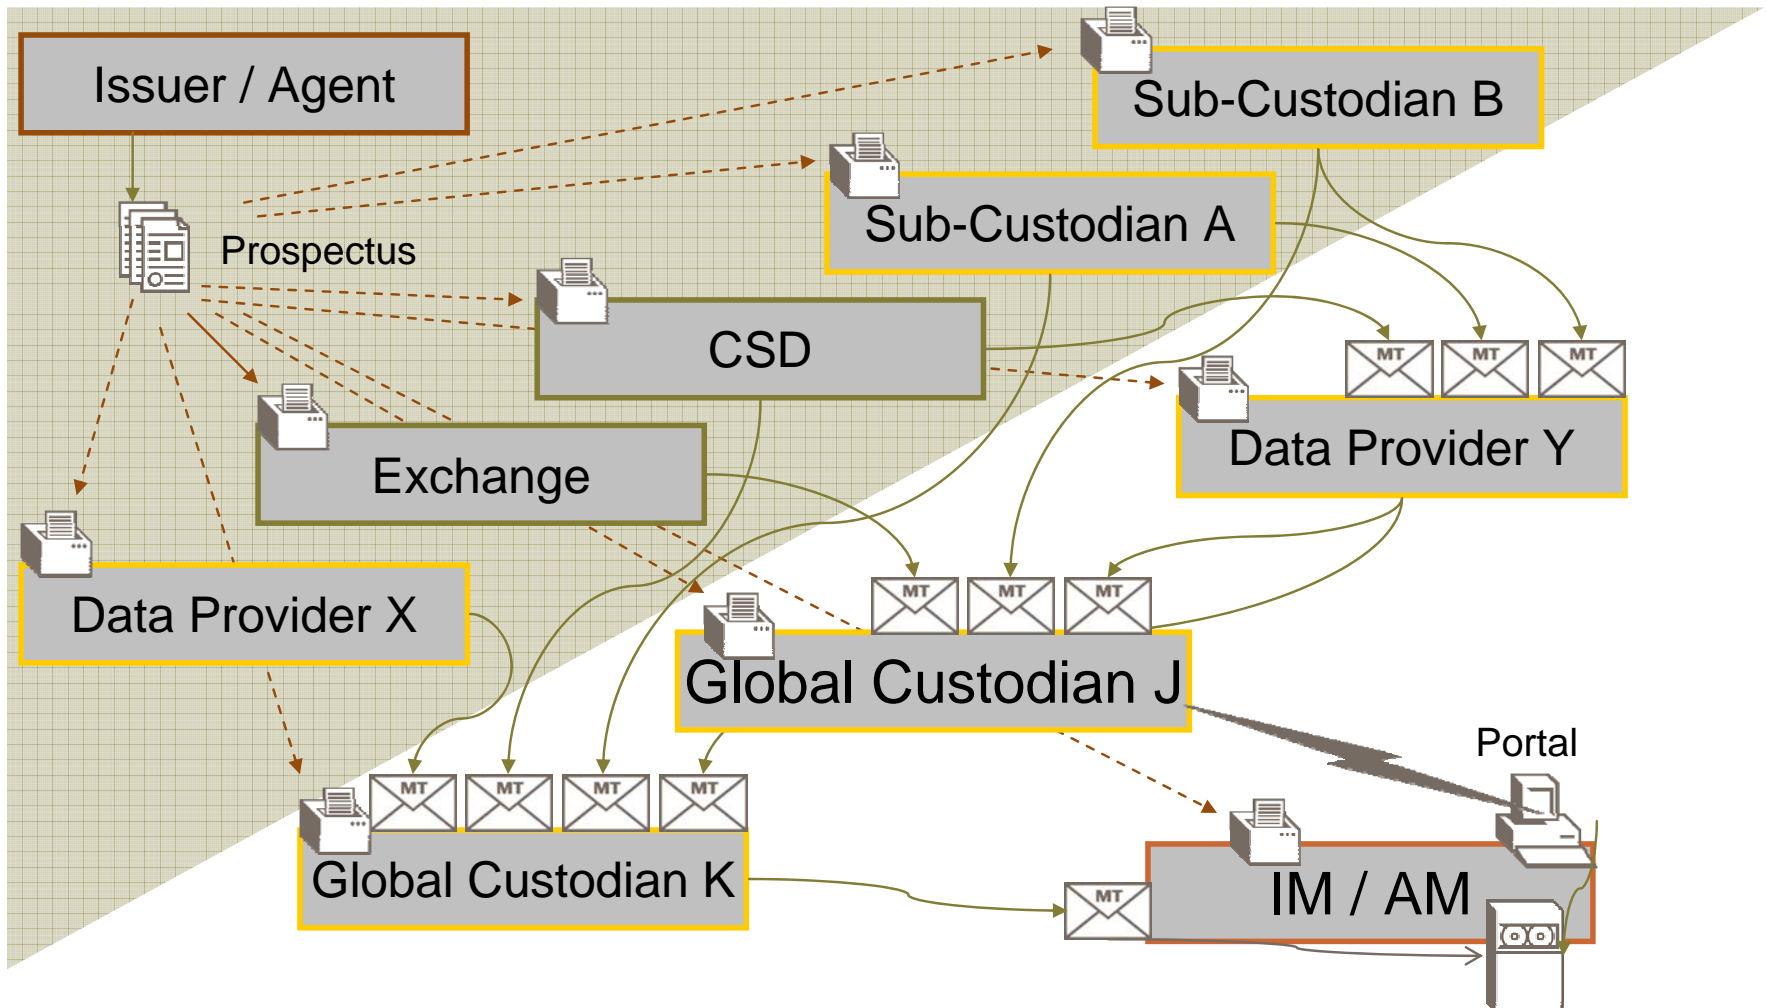 Issuer / Agent
Sub-Custodian B
Sub-Custodian A
Prospectus
CSD
MT
MT
MT
Data Provider Y
Exchange
Data Provider X
MT
MT
MT
Global Custodian J
Portal
MT
MT
MT
MT
Global Custodian K
MT
IM / AM